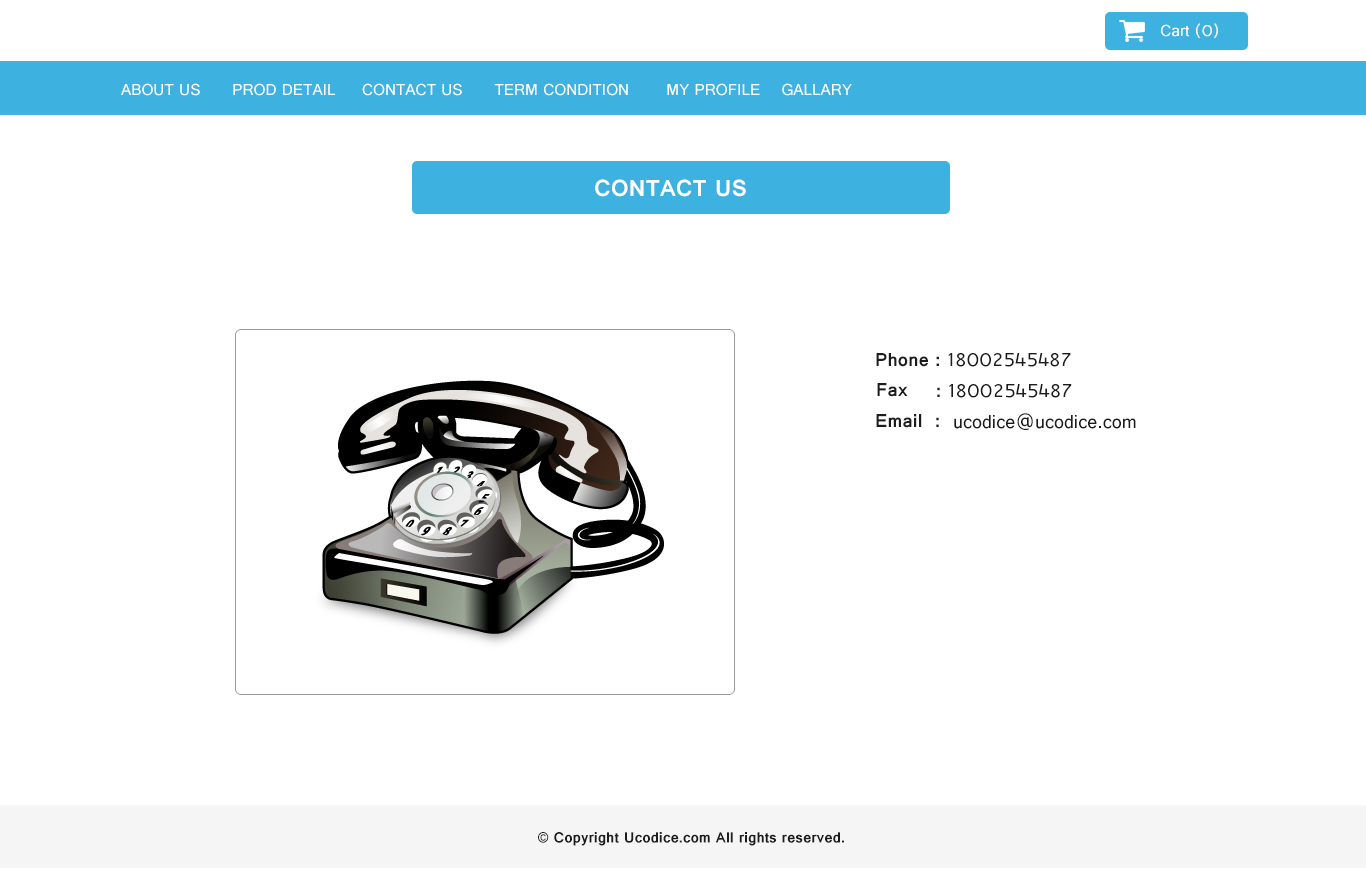 Cart (0)
ABOUT US PROD DETAIL CONTACT US TERM CONDITION MY PROFILE GALLARY
CONTACT US
Phone : 18002545487
Fax : 18002545487
Email : ucodice@ucodice.com
1
2
3
4
5
6
7
8
9
0
© Copyright Ucodice.com All rights reserved.